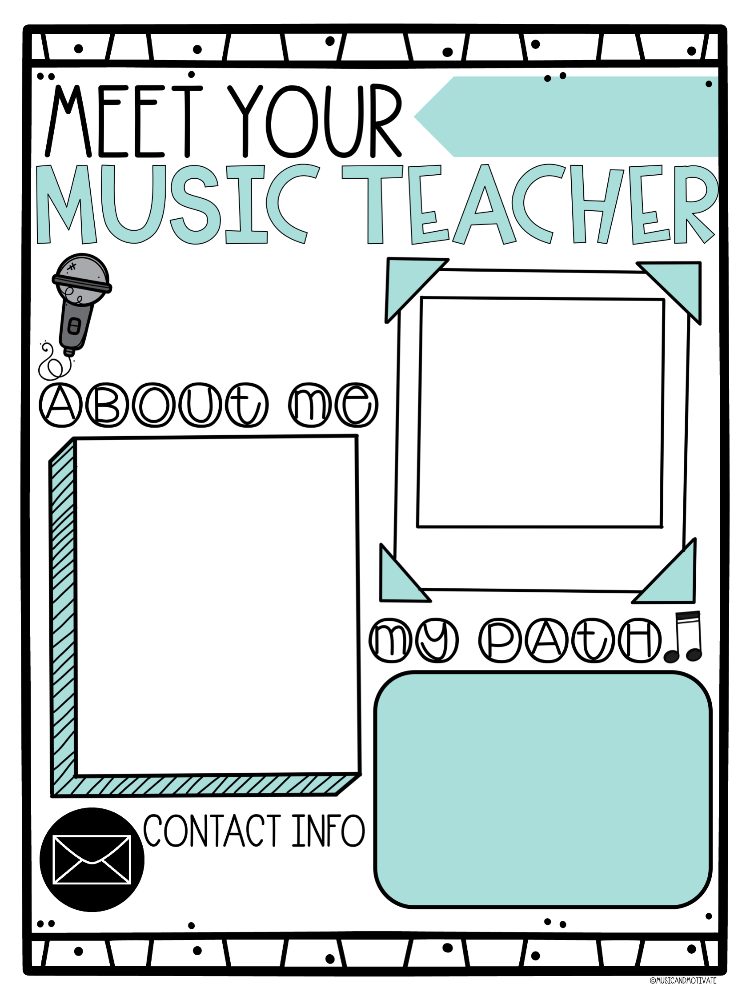 MEET YOUR
MUSIC TEACHER
ABOut me
my PAtH
CONTACT INFO
©MUSICANDMOTIVATE